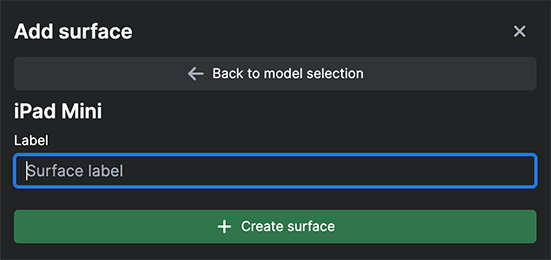 Add surface
Back to model selection
iPad Mini
Label
Surface label
Create surface